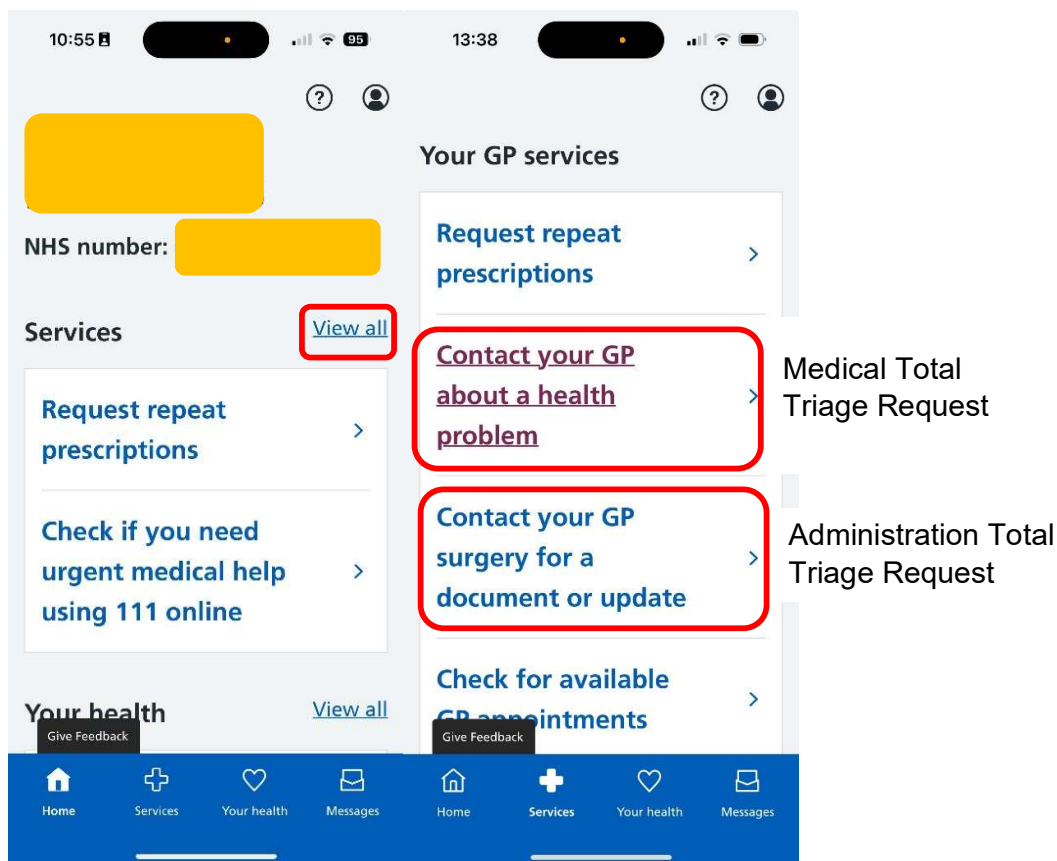 10:55
95
NHS number:
Services
View all
Request repeat
prescriptions
Check if you need
urgent medical help
using 111 online
Your health
View all
Give Feedback
Home
Services
Your health
Messages
13:38
Your GP services
Request repeat
prescriptions
Contact your GP
about a health
problem
Contact your GP
surgery for a
document or update
Check for available
GP appointments
Give Feedback
Home
Services
Your health
Messages
Medical Total
Triage Request
Administration Total
Triage Request